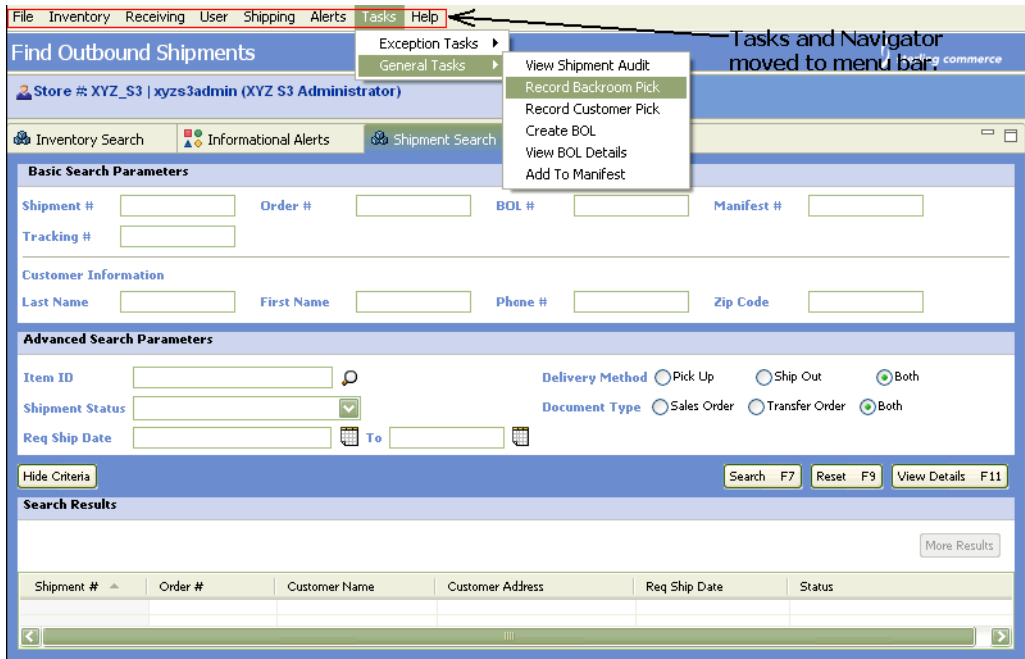 File Inventory Receiving User Shipping Alerts Tasks Help
Tasks and Navigator
moved to menu bar.
Find Outbound Shipments
commerce
Exception Tasks
General Tasks
View Shipment Audit
Record Backroom Pick
Record Customer Pick
Create BOL
View BOL Details
Add To Manifest
Store #: XYZ_S3 | xyzs3admin (XYZ S3 Administrator)
Inventory Search Informational Alerts Shipment Search
Basic Search Parameters
Shipment # Order # BOL # Manifest #
Tracking #
Customer Information
Last Name First Name Phone # Zip Code
Advanced Search Parameters
Item ID Delivery Method Pick Up Ship Out Both
Shipment Status Document Type Sales Order Transfer Order Both
Req Ship Date To
Hide Criteria Search F7 Reset F9 View Details F11
Search Results
More Results
Shipment # Order # Customer Name Customer Address Req Ship Date Status